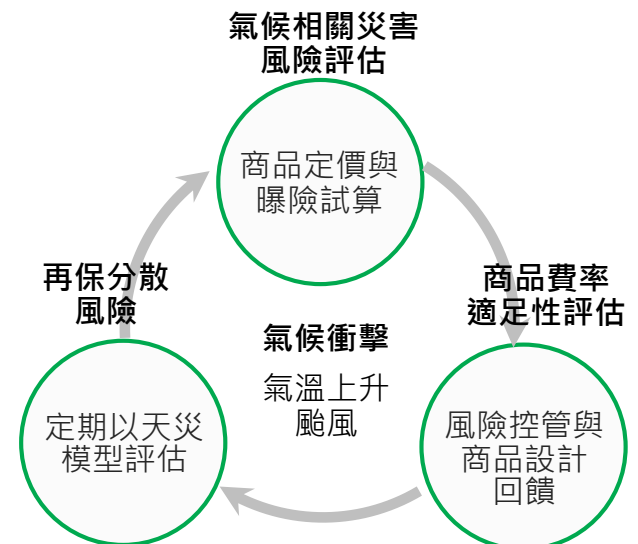 氣候相關災害
風險評估
商品定價與
曝險試算
再保分散
風險
商品費率
適足性評估
氣候衝擊
氣溫上升
颱風
定期以天災
模型評估
風險控管與
商品設計
回饋